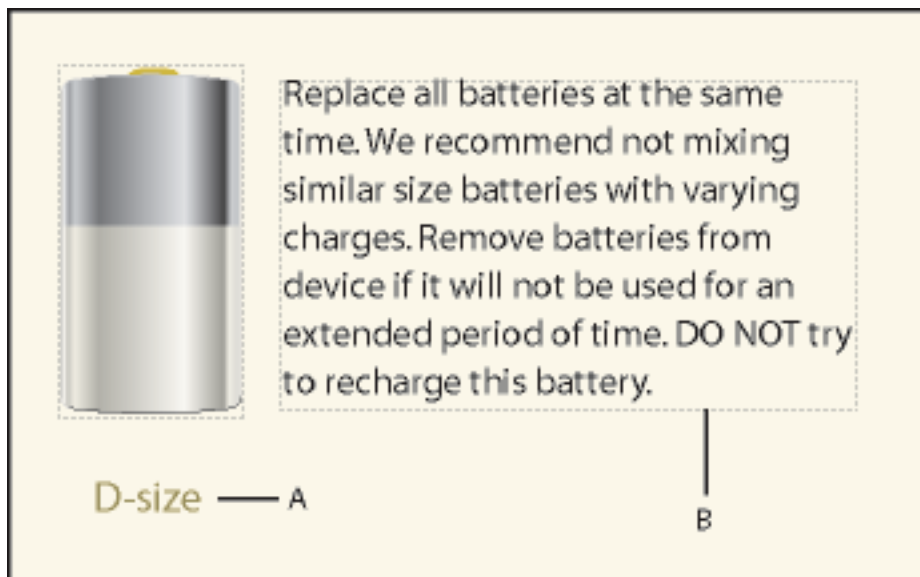 Replace all batteries at the same
time. We recommend not mixing
similar size batteries with varying
charges. Remove batteries from
device if it will not be used for an
extended period of time. DO NOT try
to recharge this battery.
D-size
A
B